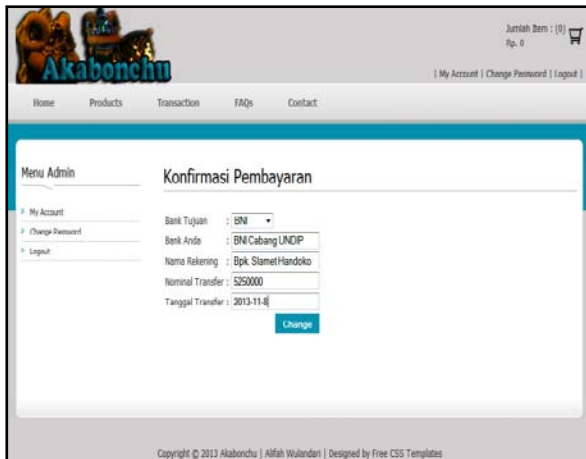 Akabonchu
Jumlah Item : (0)
Rp. 0
| My Account | Change Password | Logout |
Home Products Transaction FAQs Contact
Menu Admin
My Account
Change Password
Logout
Konfirmasi Pembayaran
Bank Tujuan : BNI
Bank Anda : BNI Cabang UNDIP
Nama Rekening : Bpk. Slamet Handoko
Nominal Transfer : 5250000
Tanggal Transfer : 2013-11-8
Change
Copyright © 2013 Akabonchu | Alifah Wulandari | Designed by Free CSS Templates